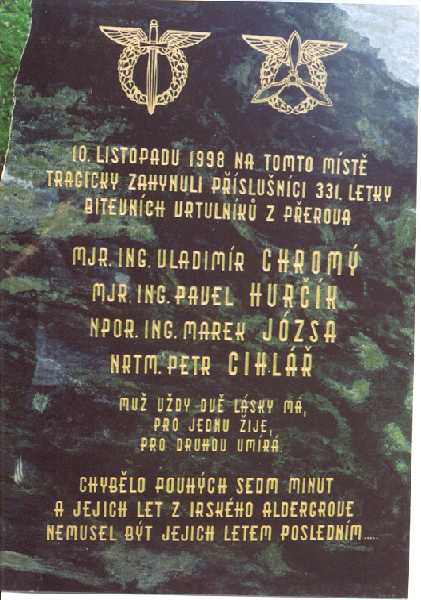 10. LISTOPADU 1998 NA TOMTO MÍSTĚ
TRAGICKY ZAHYNULI PŘÍSLUŠNÍCI 331. LETKY
BITEVNÍCH VRTULNÍKŮ Z PŘEROVA
MJR. ING. VLADIMÍR CHROMÝ
MJR. ING. PAVEL HURČÍK
NPOR. ING. MAREK JÓZSA
NRTM. PETR CIHLÁŘ
MUŽ VŽDY DVĚ LÁSKY MÁ,
PRO JEDNU ŽIJE,
PRO DRUHOU UMÍRÁ.
CHYBĚLO POUHÝCH SEDM MINUT
A JEJICH LET Z IRSKÉHO ALDERGROVE
NEMUSEL BÝT JEJICH LETEM POSLEDNÍM....